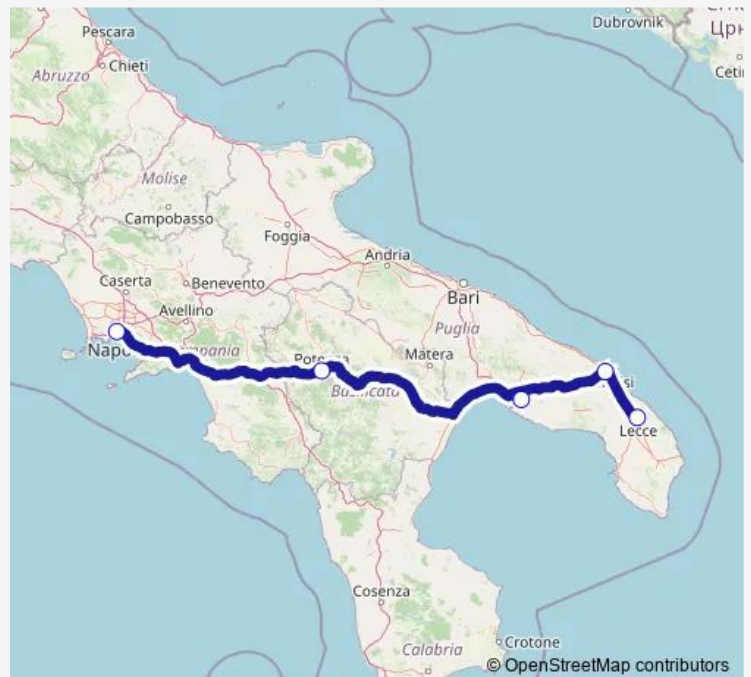 Dubrovnik
Pescara
Chieti
Abruzzo
Molise
Campobasso
Foggia
Andria
Caserta
Benevento
Bari
Avellino
Puglia
Matera
Basilicata
Lecce
Cosenza
Crotone
Calabria
© OpenStreetMap contributors